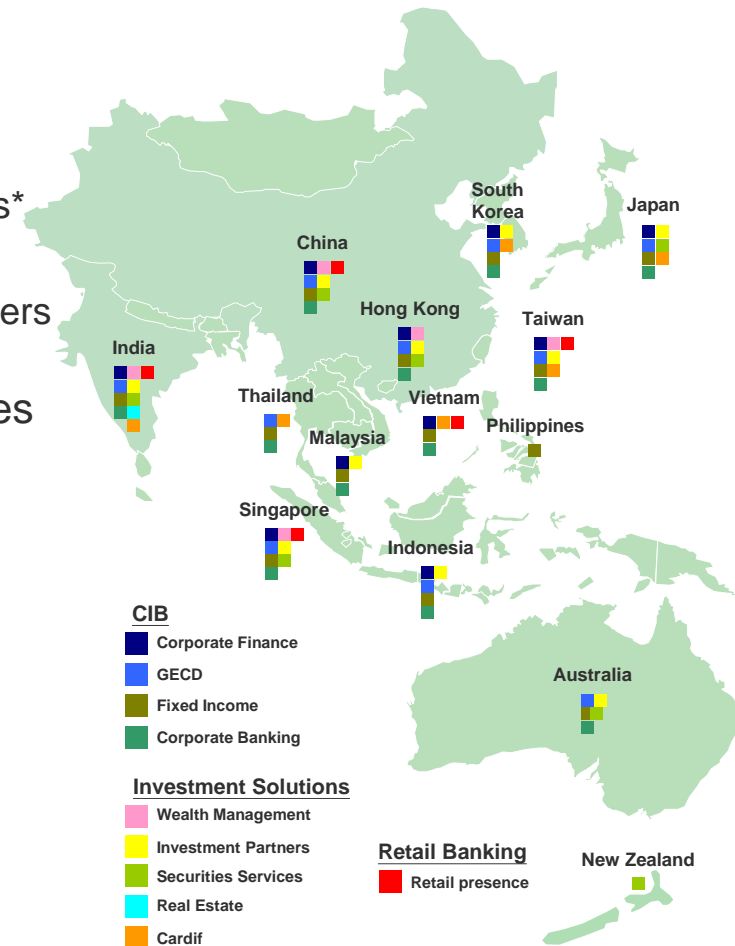 s*
ers
es
South
Korea
Japan
China
Hong Kong
Taiwan
India
Thailand
Vietnam
Philippines
Malaysia
Singapore
Indonesia
Australia
New Zealand
CIB
Corporate Finance
GECD
Fixed Income
Corporate Banking
Investment Solutions
Wealth Management
Investment Partners
Securities Services
Real Estate
Cardif
Retail Banking
Retail presence